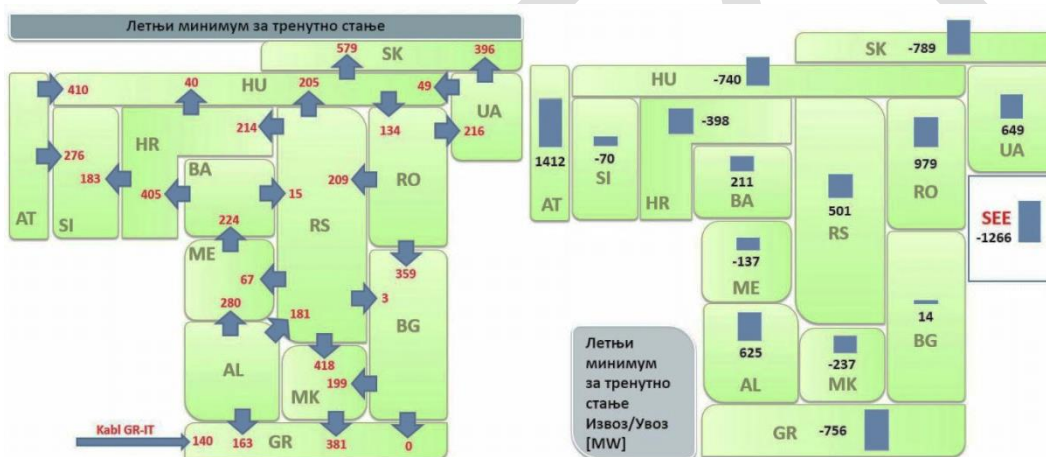 Летњи минимум за тренутно стање
579
SK
396
410
40
HU
205
49
UA
134
216
214
HR
276
183
BA
405
15
209
RO
AT
SI
RS
224
ME
67
359
3
280
181
BG
AL
418
MK
199
Kabl GR-IT
140
163
GR
381
0
SK
-789
HU
-740
1412
AT
-70
SI
-398
HR
211
BA
501
RS
979
RO
649
UA
SEE
-1266
-137
ME
14
BG
625
AL
-237
MK
Летњи
минимум
за тренутно
стање
Извоз/Увоз
[MW]
GR
-756